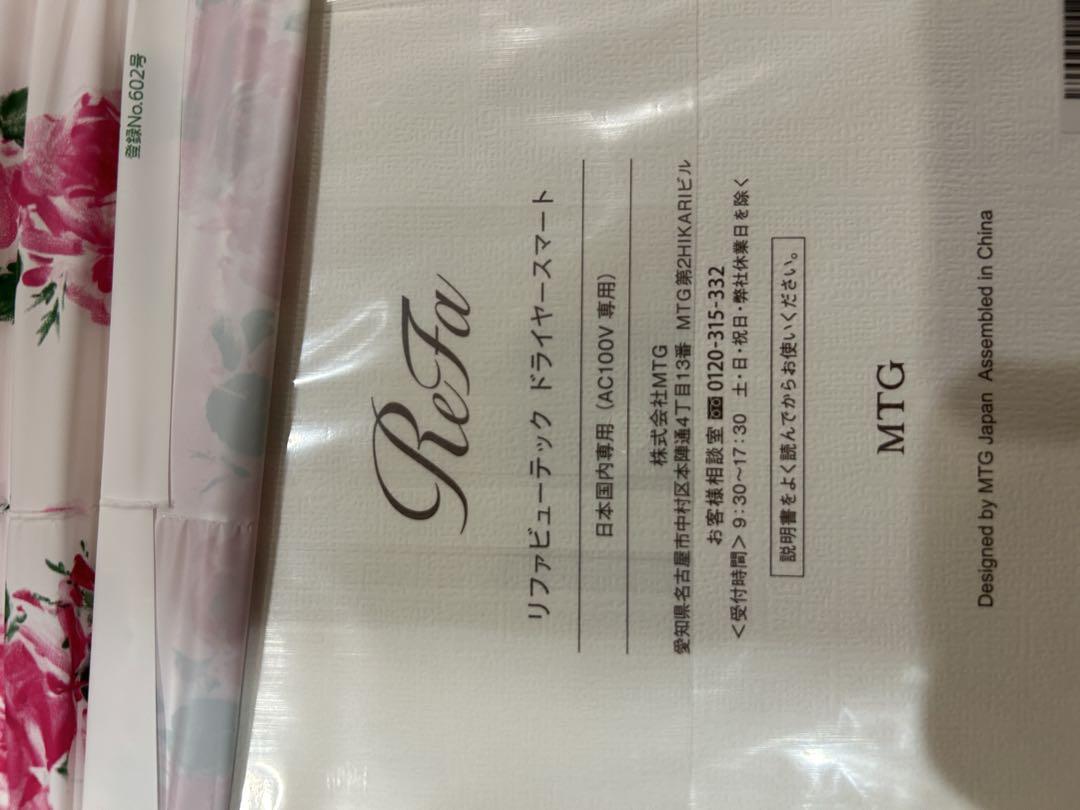 登録No.602号
ReFa
リファビューテック ドライヤースマート
日本国内専用（AC100V 専用）
株式会社MTG
愛知県名古屋市中村区本陣通4丁目13番 MTG第2HIKARIビル
お客様相談室 0120-315-332
＜受付時間＞9:30〜17:30 土・日・祝日・弊社休業日を除く
説明書をよく読んでからお使いください。
MTG
Designed by MTG Japan Assembled in China